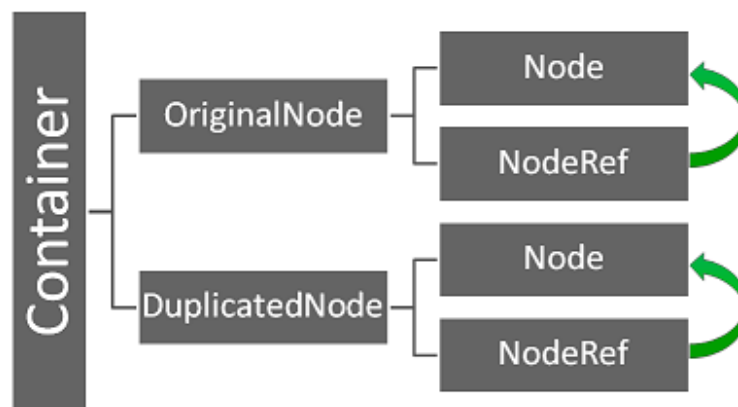 Container
OriginalNode
Node
NodeRef
DuplicatedNode
Node
NodeRef